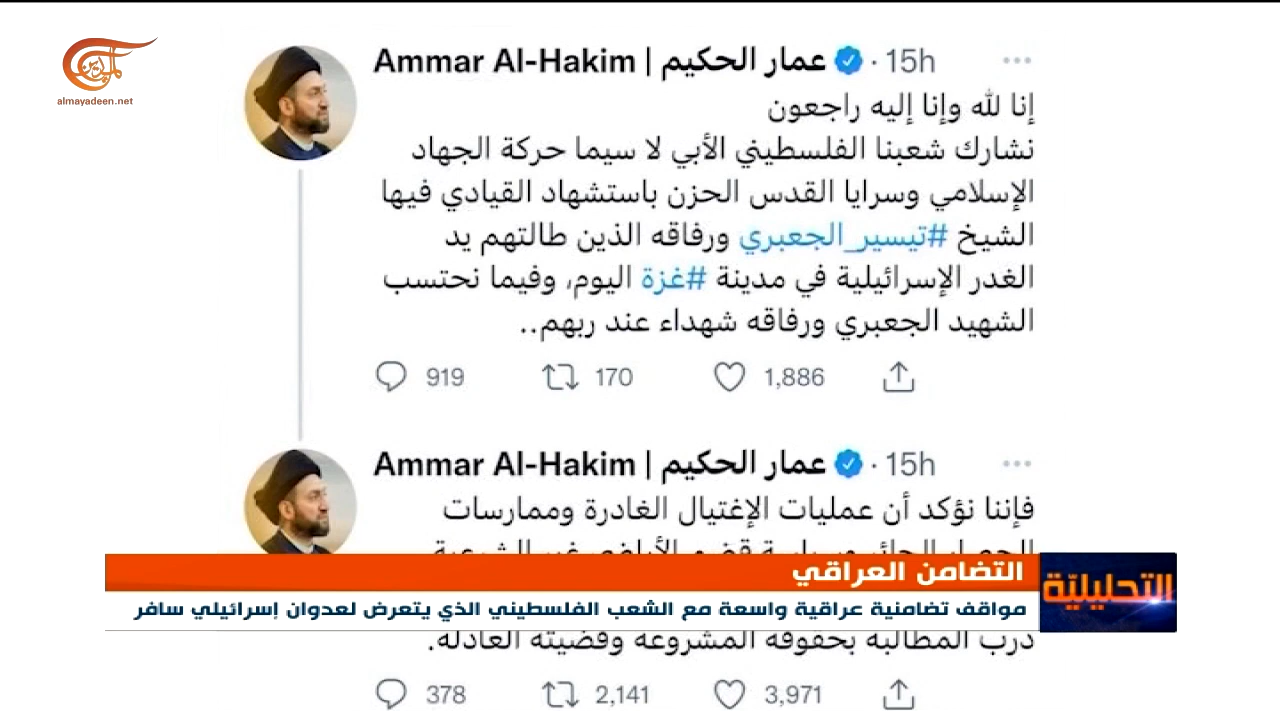 الميادين
almayadeen.net
Ammar Al-Hakim | عمار الحكيم · 15h
إنا لله وإنا إليه راجعون
نشارك شعبنا الفلسطيني الأبي لا سيما حركة الجهاد
الإسلامي وسرايا القدس الحزن باستشهاد القيادي فيها
الشيخ #تيسير_الجعبري ورفاقه الذين طالتهم يد
الغدر الإسرائيلية في مدينة #غزة اليوم، وفيما نحتسب
الشهيد الجعبري ورفاقه شهداء عند ربهم..
919 170 1,886
Ammar Al-Hakim | عمار الحكيم · 15h
فإننا نؤكد أن عمليات الإغتيال الغادرة وممارسات
التضامن العراقي
التحليليّة
مواقف تضامنية عراقية واسعة مع الشعب الفلسطيني الذي يتعرض لعدوان إسرائيلي سافر
درب المطالبة بحقوقه المشروعة وقضيته العادلة.
378 2,141 3,971